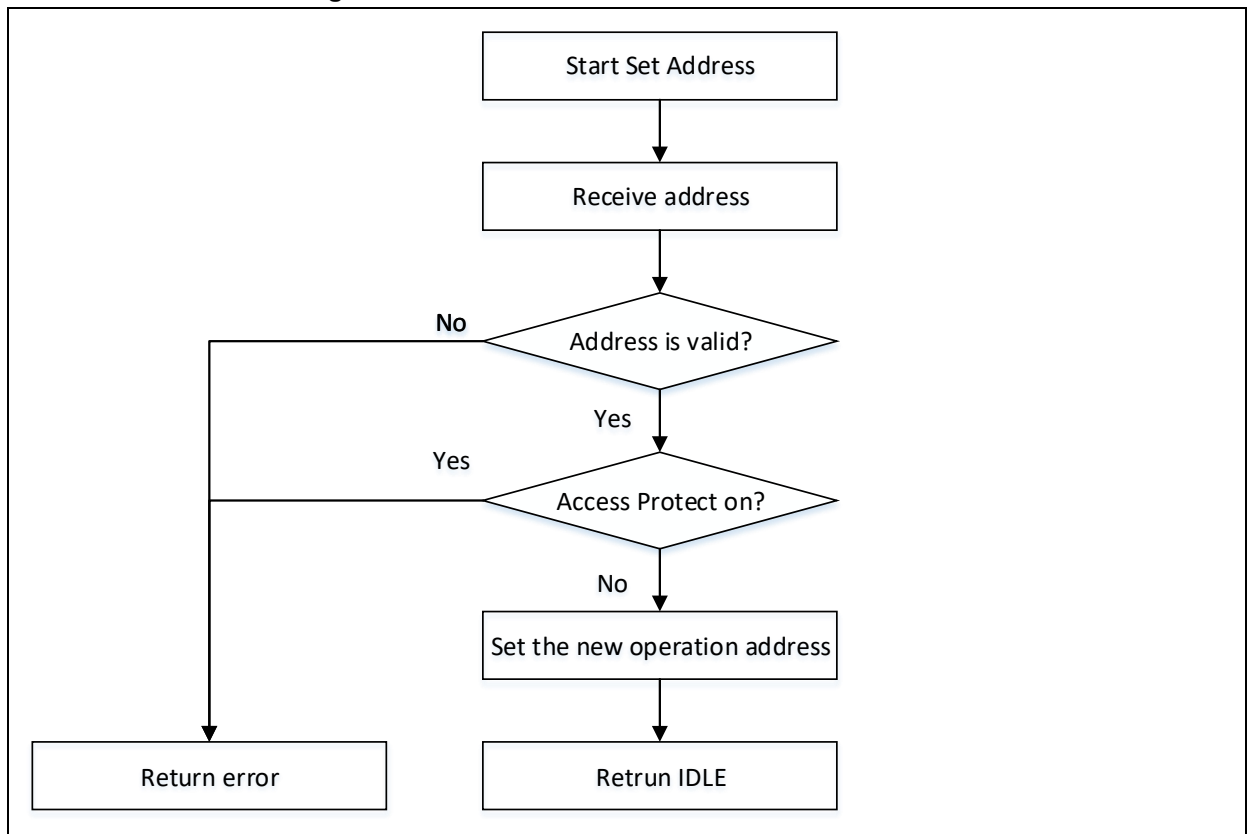 Start Set Address
Receive address
No
Address is valid?
Yes
Yes
Access Protect on?
No
Set the new operation address
Return error
Retrun IDLE